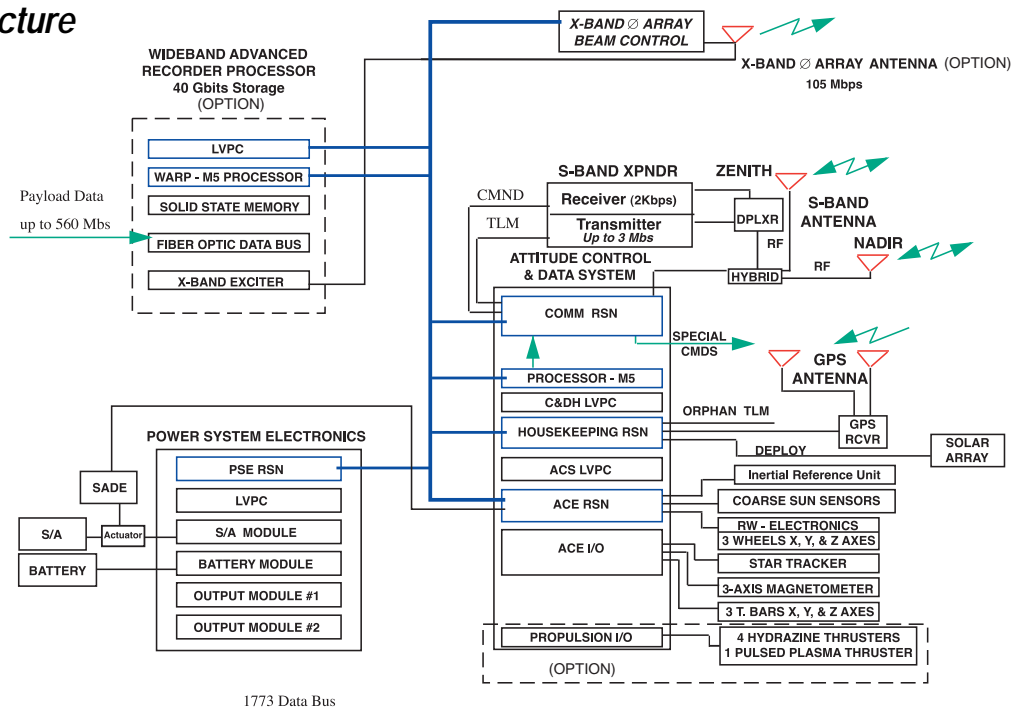 cture
X-BAND ∅ ARRAY
BEAM CONTROL
X-BAND ∅ ARRAY ANTENNA (OPTION)
105 Mbps
WIDEBAND ADVANCED
RECORDER PROCESSOR
40 Gbits Storage
(OPTION)
LVPC
WARP - M5 PROCESSOR
SOLID STATE MEMORY
FIBER OPTIC DATA BUS
X-BAND EXCITER
Payload Data
up to 560 Mbs
S-BAND XPNDR
CMND
Receiver (2Kbps)
TLM
Transmitter
Up to 3 Mbs
DPLXR
RF
HYBRID
RF
ZENITH
S-BAND
ANTENNA
NADIR
ATTITUDE CONTROL
& DATA SYSTEM
COMM RSN
SPECIAL
CMDS
PROCESSOR - M5
C&DH LVPC
HOUSEKEEPING RSN
ACS LVPC
ACE RSN
ACE I/O
PROPULSION I/O
(OPTION)
GPS
ANTENNA
ORPHAN TLM
GPS
RCVR
DEPLOY
SOLAR
ARRAY
Inertial Reference Unit
COARSE SUN SENSORS
RW - ELECTRONICS
3 WHEELS X, Y, & Z AXES
STAR TRACKER
3-AXIS MAGNETOMETER
3 T. BARS X, Y, & Z AXES
4 HYDRAZINE THRUSTERS
1 PULSED PLASMA THRUSTER
POWER SYSTEM ELECTRONICS
PSE RSN
LVPC
S/A MODULE
BATTERY MODULE
OUTPUT MODULE #1
OUTPUT MODULE #2
SADE
S/A
Actuator
BATTERY
1773 Data Bus